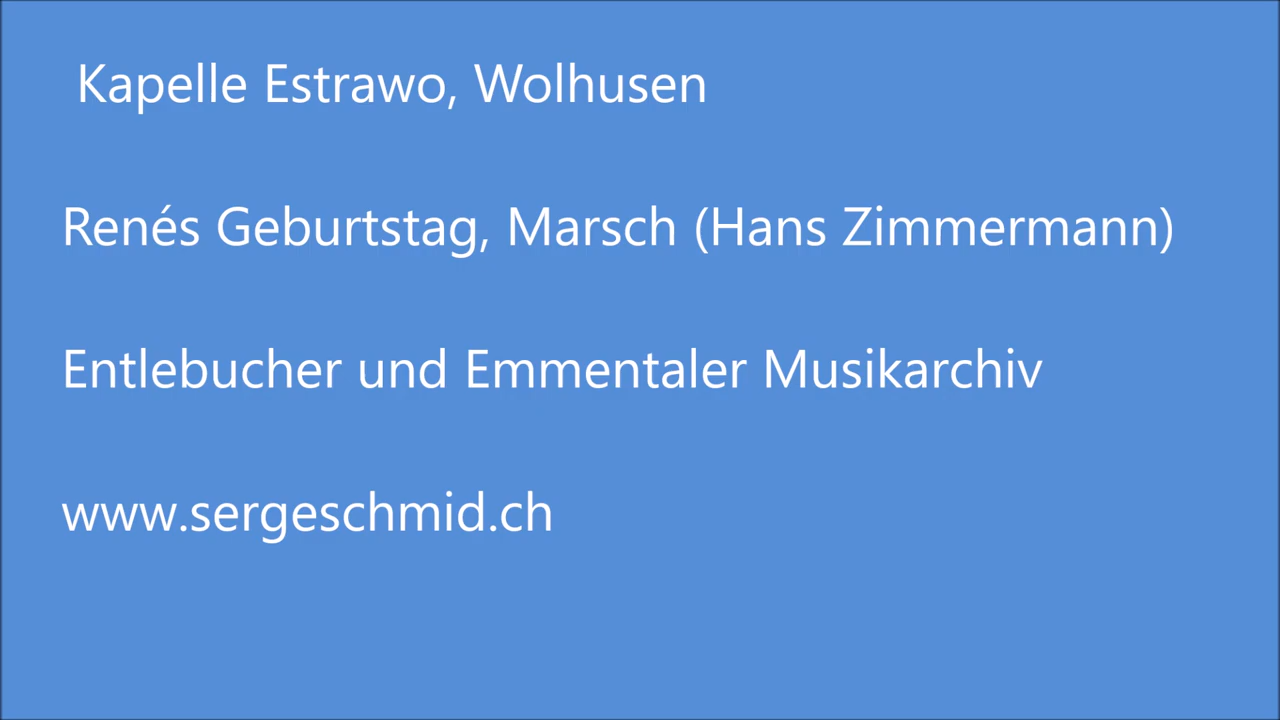 Kapelle Estrawo, Wolhusen
Renés Geburtstag, Marsch (Hans Zimmermann)
Entlebucher und Emmentaler Musikarchiv
www.sergeschmid.ch